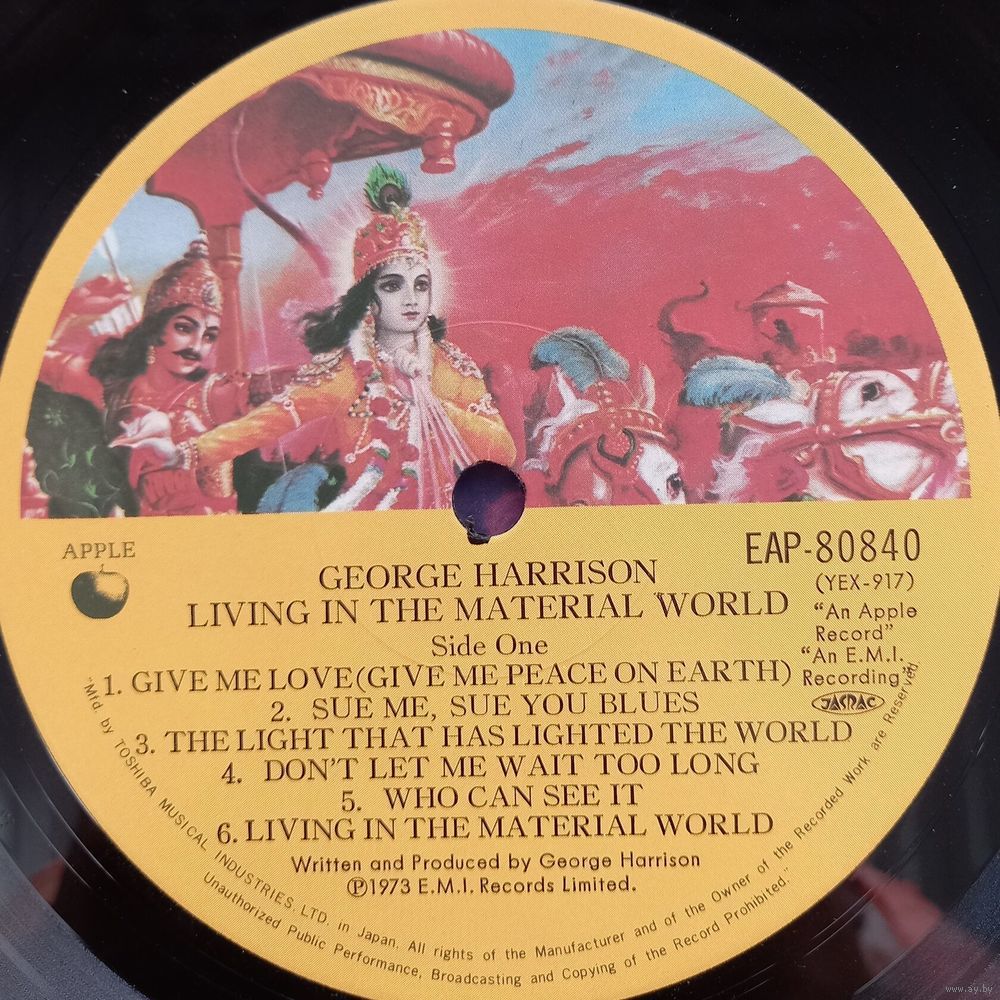 APPLE
EAP-80840
(YEX-917)
GEORGE HARRISON
LIVING IN THE MATERIAL WORLD
"An Apple
Record"
Side One
"An E.M.I.
Recording"
JASRAC
1. GIVE ME LOVE (GIVE ME PEACE ON EARTH)
2. SUE ME, SUE YOU BLUES
3. THE LIGHT THAT HAS LIGHTED THE WORLD
4. DON'T LET ME WAIT TOO LONG
5. WHO CAN SEE IT
6. LIVING IN THE MATERIAL WORLD
Written and Produced by George Harrison
Ⓟ1973 E.M.I. Records Limited.
"Mfd. by TOSHIBA MUSICAL INDUSTRIES, LTD. in Japan. All rights of the Manufacturer and of the Owner of the Recorded Work are Reserved.
Unauthorized Public Performance, Broadcasting and Copying of the Record Prohibited."
www.ay.by